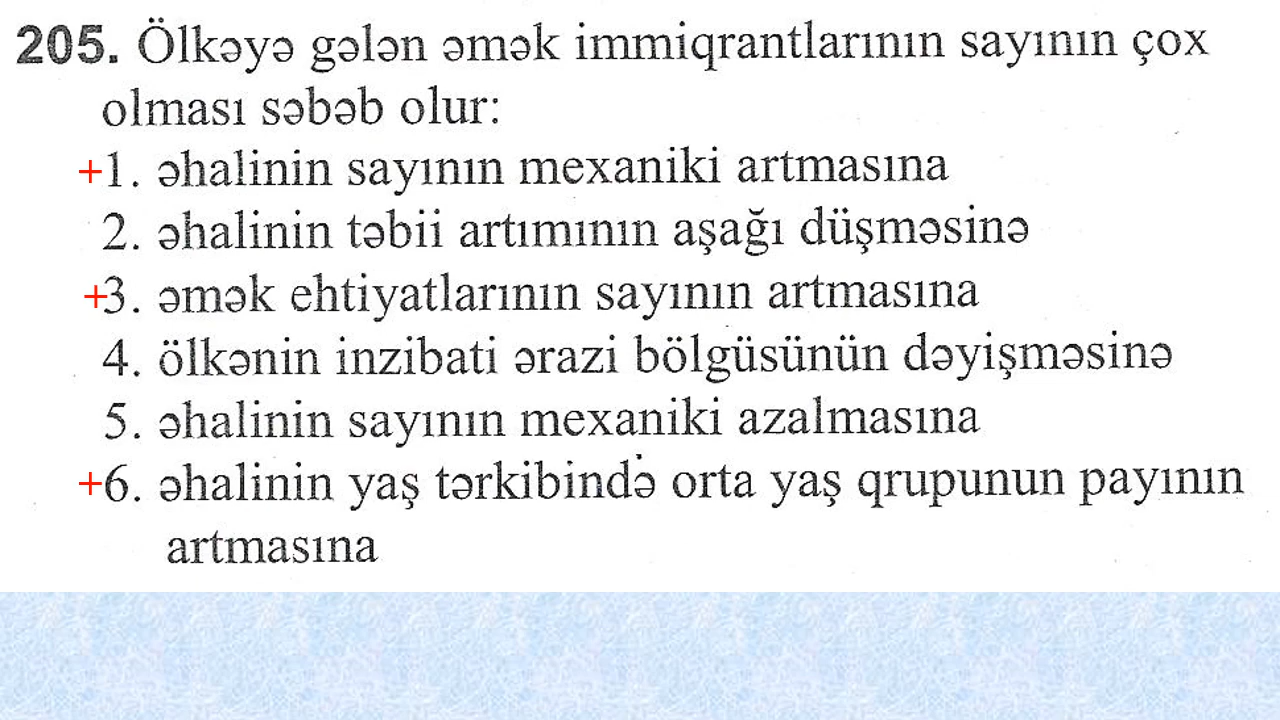 205. Ölkəyə gələn əmək immiqrantlarının sayının çox
olması səbəb olur:
+1. əhalinin sayının mexaniki artmasına
2. əhalinin təbii artımının aşağı düşməsinə
+3. əmək ehtiyatlarının sayının artmasına
4. ölkənin inzibati ərazi bölgüsünün dəyişməsinə
5. əhalinin sayının mexaniki azalmasına
+6. əhalinin yaş tərkibində orta yaş qrupunun payının
artmasına